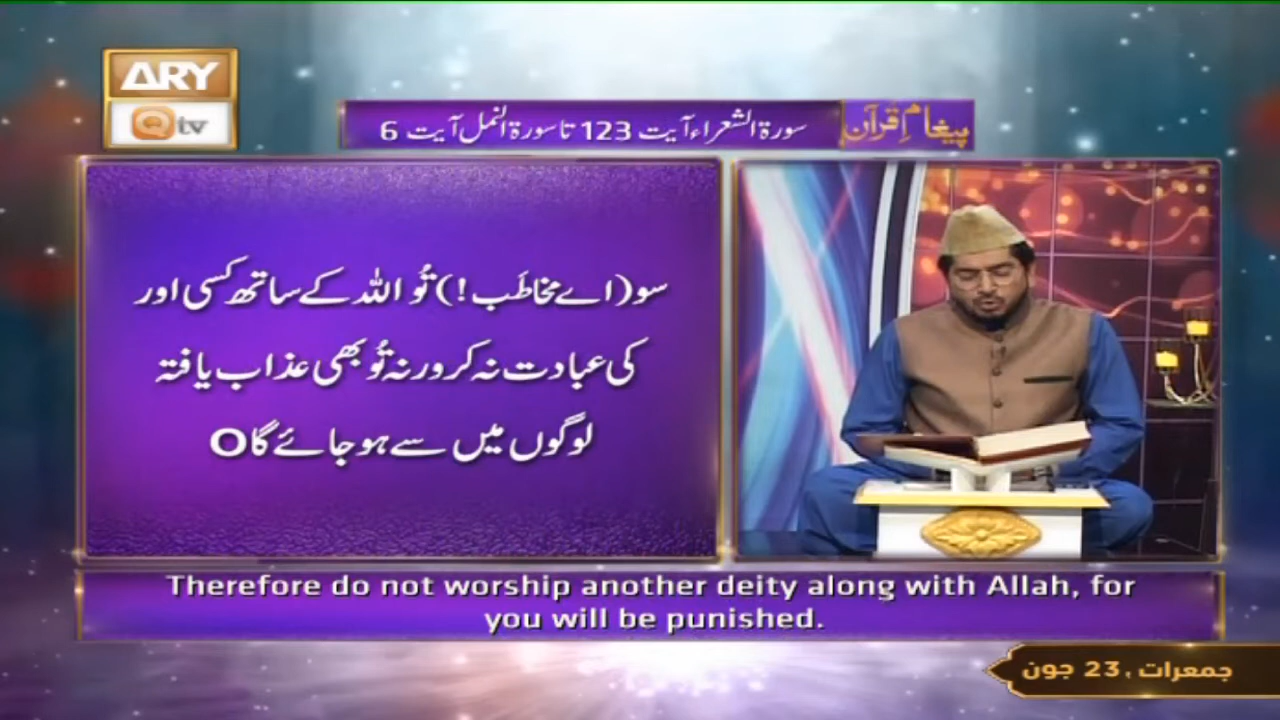 ARY
Qtv
پیغامِ قرآن
سورۃ الشعراء آیت 123 تا سورۃ النمل آیت 6
سو (اے مخاطَب!) تُو اللہ کے ساتھ کسی اور
کی عبادت نہ کر ورنہ تُو بھی عذاب یافتہ
لوگوں میں سے ہو جائے گا O
Therefore do not worship another deity along with Allah, for
you will be punished.
جمعرات، 23 جون